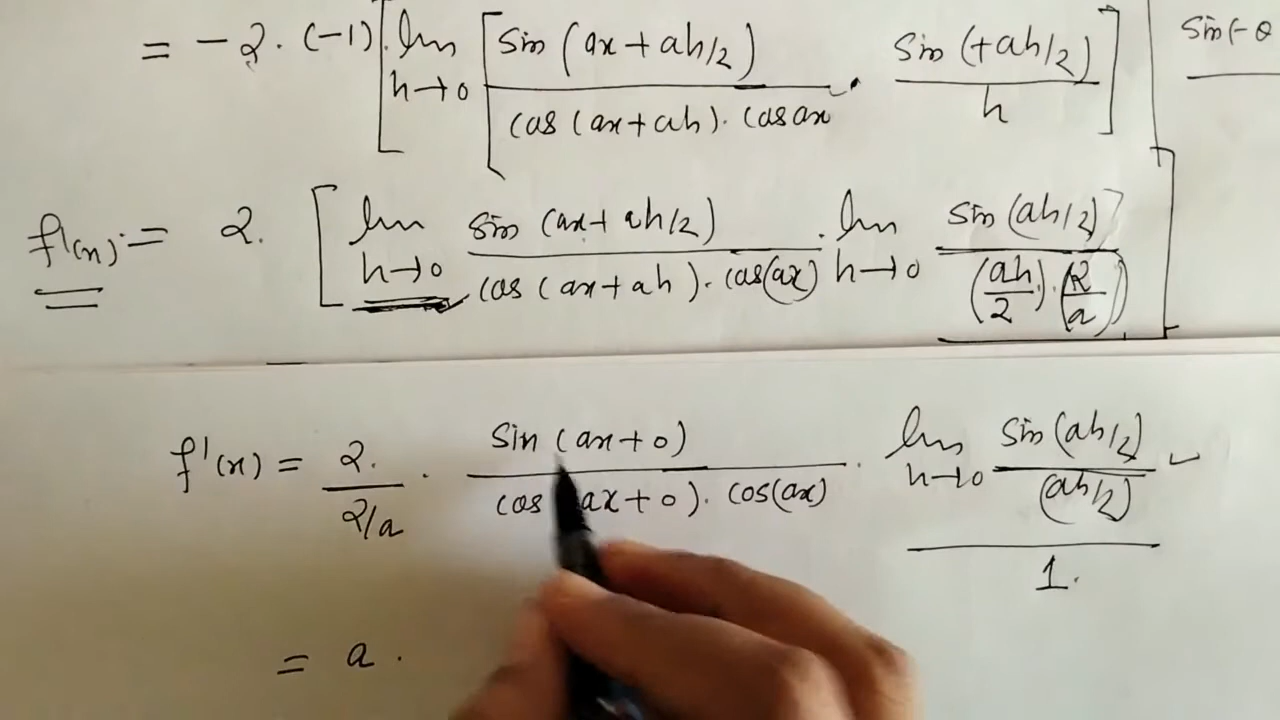 = -2 · (-1) [ lim h→0 [ sin (ax + ah/2) / cos (ax + ah) · cos ax · sin (+ah/2) / h ] sin(-θ
f'(x) = 2 · [ lim h→0 sin (ax + ah/2) / cos (ax + ah) · cos(ax) · lim h→0 sin (ah/2) / (ah/2) · (2/a) ]
f'(x) = 2 · / 2/a · sin (ax + 0) / cos (ax + 0) · cos(ax) · lim h→0 sin (ah/2) / (ah/2)
1.
= a ·